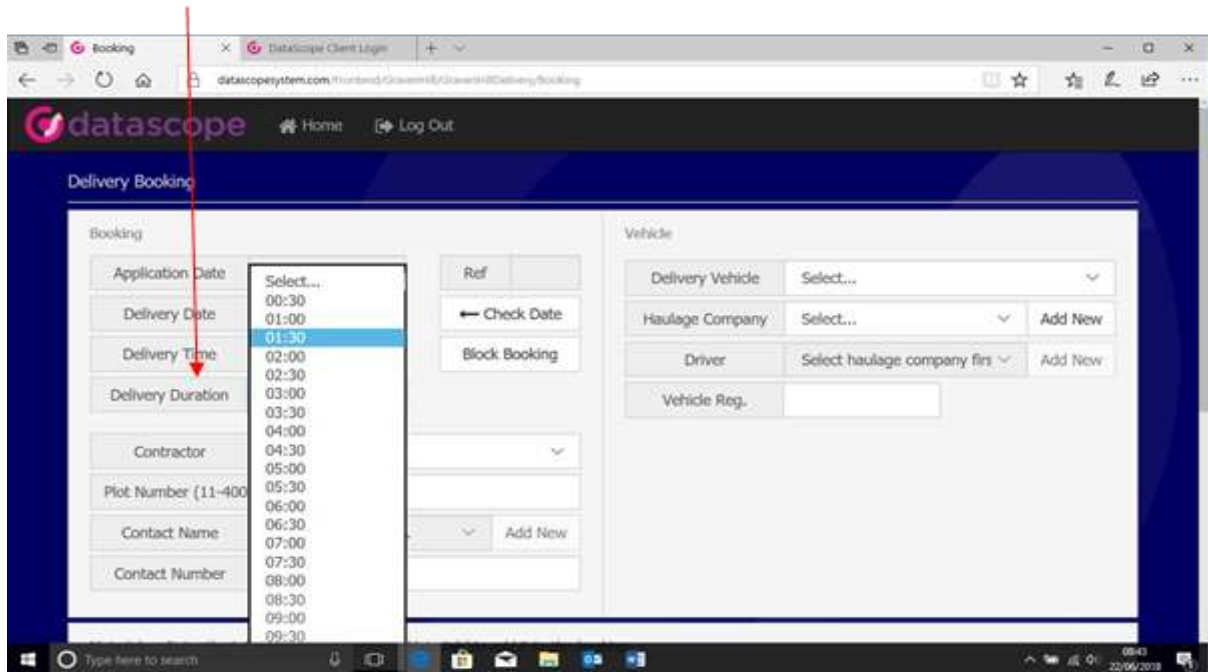 Booking
DataScope Client Login
datascopesystem.com
datascope
Home
Log Out
Delivery Booking
Booking
Application Date
Ref
Delivery Date
← Check Date
Delivery Time
Block Booking
Delivery Duration
Select...
00:30
01:00
01:30
02:00
02:30
03:00
03:30
04:00
04:30
05:00
05:30
06:00
06:30
07:00
07:30
08:00
08:30
09:00
09:30
Contractor
Plot Number (11-400
Contact Name
Add New
Contact Number
Vehicle
Delivery Vehicle
Select...
Haulage Company
Select...
Add New
Driver
Select haulage company firs
Add New
Vehicle Reg.
Type here to search
08:43
22/06/2018